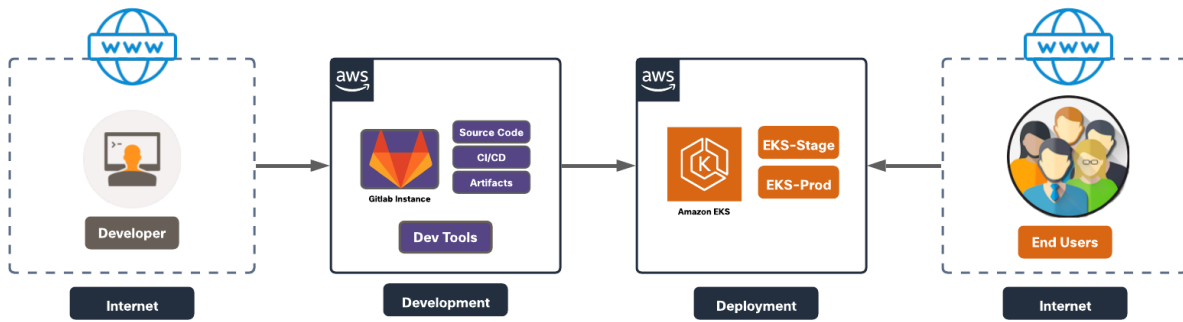 WWW
Developer
Internet
aws
Source Code
CI/CD
Artifacts
Gitlab Instance
Dev Tools
Development
aws
K
Amazon EKS
EKS-Stage
EKS-Prod
Deployment
WWW
End Users
Internet